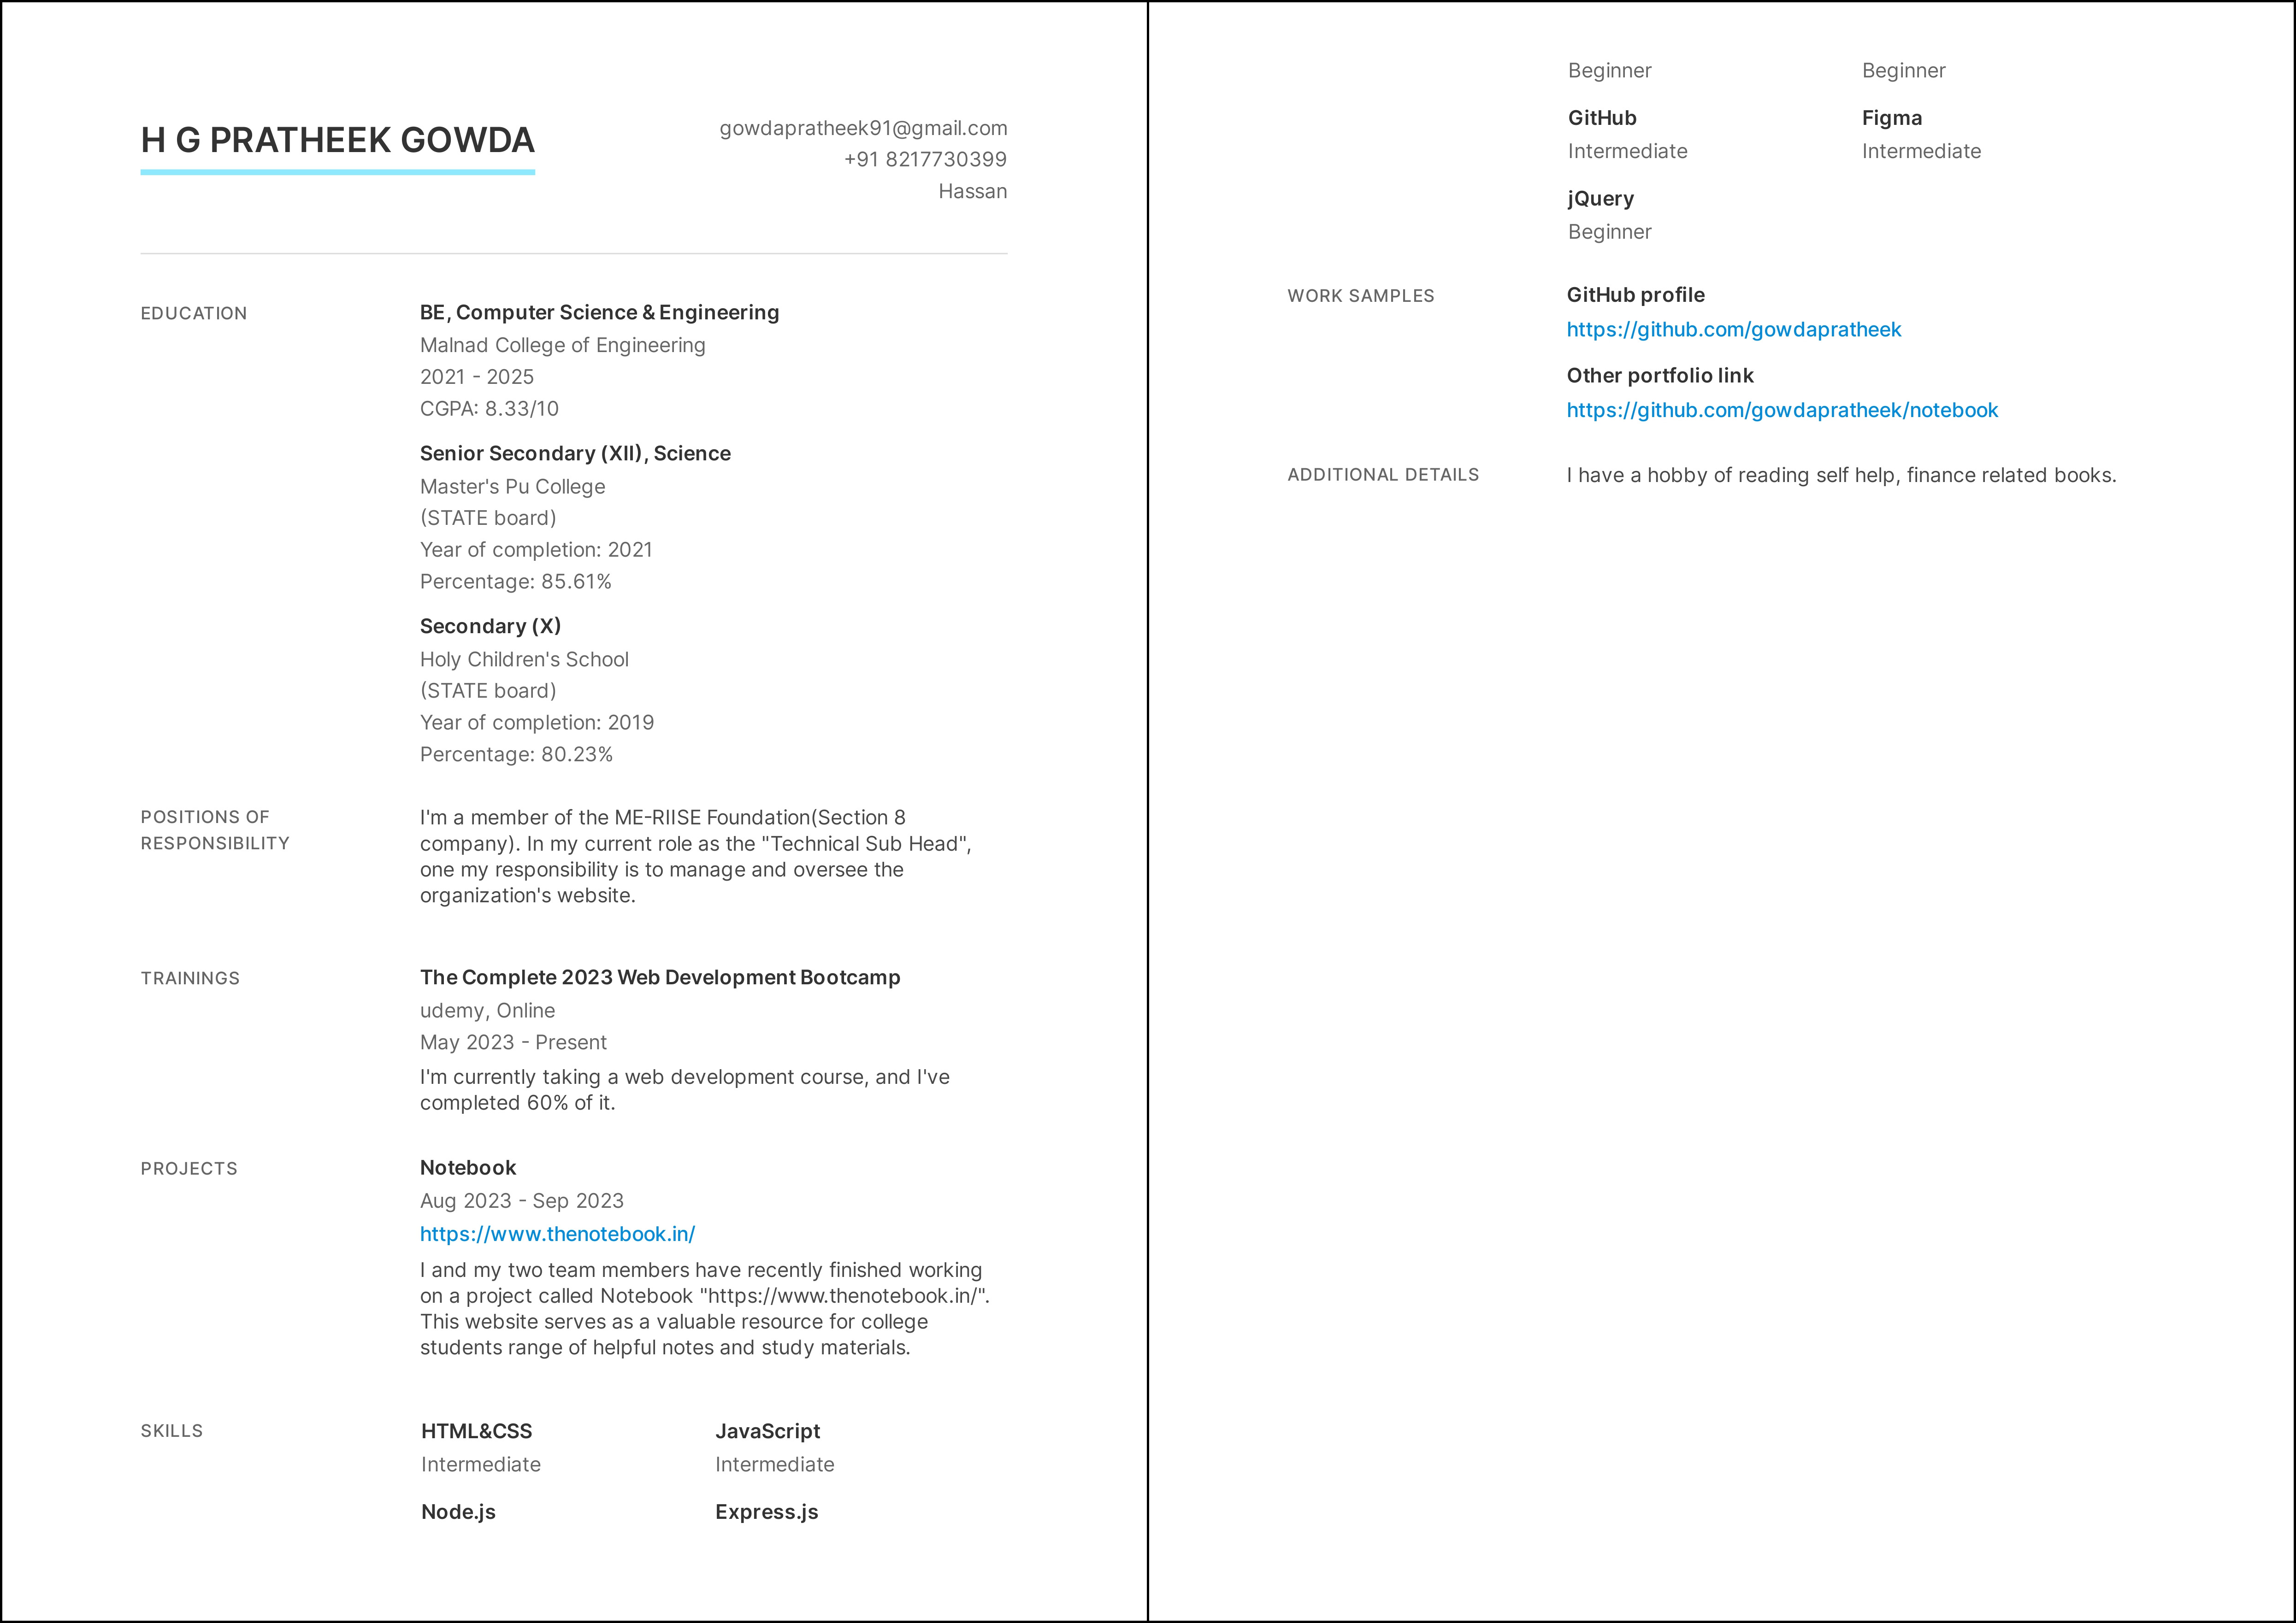 H G PRATHEEK GOWDA
gowdapratheek91@gmail.com
+91 8217730399
Hassan
EDUCATION
BE, Computer Science & Engineering
Malnad College of Engineering
2021 - 2025
CGPA: 8.33/10
Senior Secondary (XII), Science
Master's Pu College
(STATE board)
Year of completion: 2021
Percentage: 85.61%
Secondary (X)
Holy Children's School
(STATE board)
Year of completion: 2019
Percentage: 80.23%
POSITIONS OF
RESPONSIBILITY
I'm a member of the ME-RIISE Foundation(Section 8
company). In my current role as the "Technical Sub Head",
one my responsibility is to manage and oversee the
organization's website.
TRAININGS
The Complete 2023 Web Development Bootcamp
udemy, Online
May 2023 - Present
I'm currently taking a web development course, and I've
completed 60% of it.
PROJECTS
Notebook
Aug 2023 - Sep 2023
https://www.thenotebook.in/
I and my two team members have recently finished working
on a project called Notebook "https://www.thenotebook.in/".
This website serves as a valuable resource for college
students range of helpful notes and study materials.
SKILLS
HTML&CSS JavaScript
Intermediate Intermediate
Node.js Express.js
Beginner Beginner
GitHub Figma
Intermediate Intermediate
jQuery
Beginner
WORK SAMPLES
GitHub profile
https://github.com/gowdapratheek
Other portfolio link
https://github.com/gowdapratheek/notebook
ADDITIONAL DETAILS
I have a hobby of reading self help, finance related books.